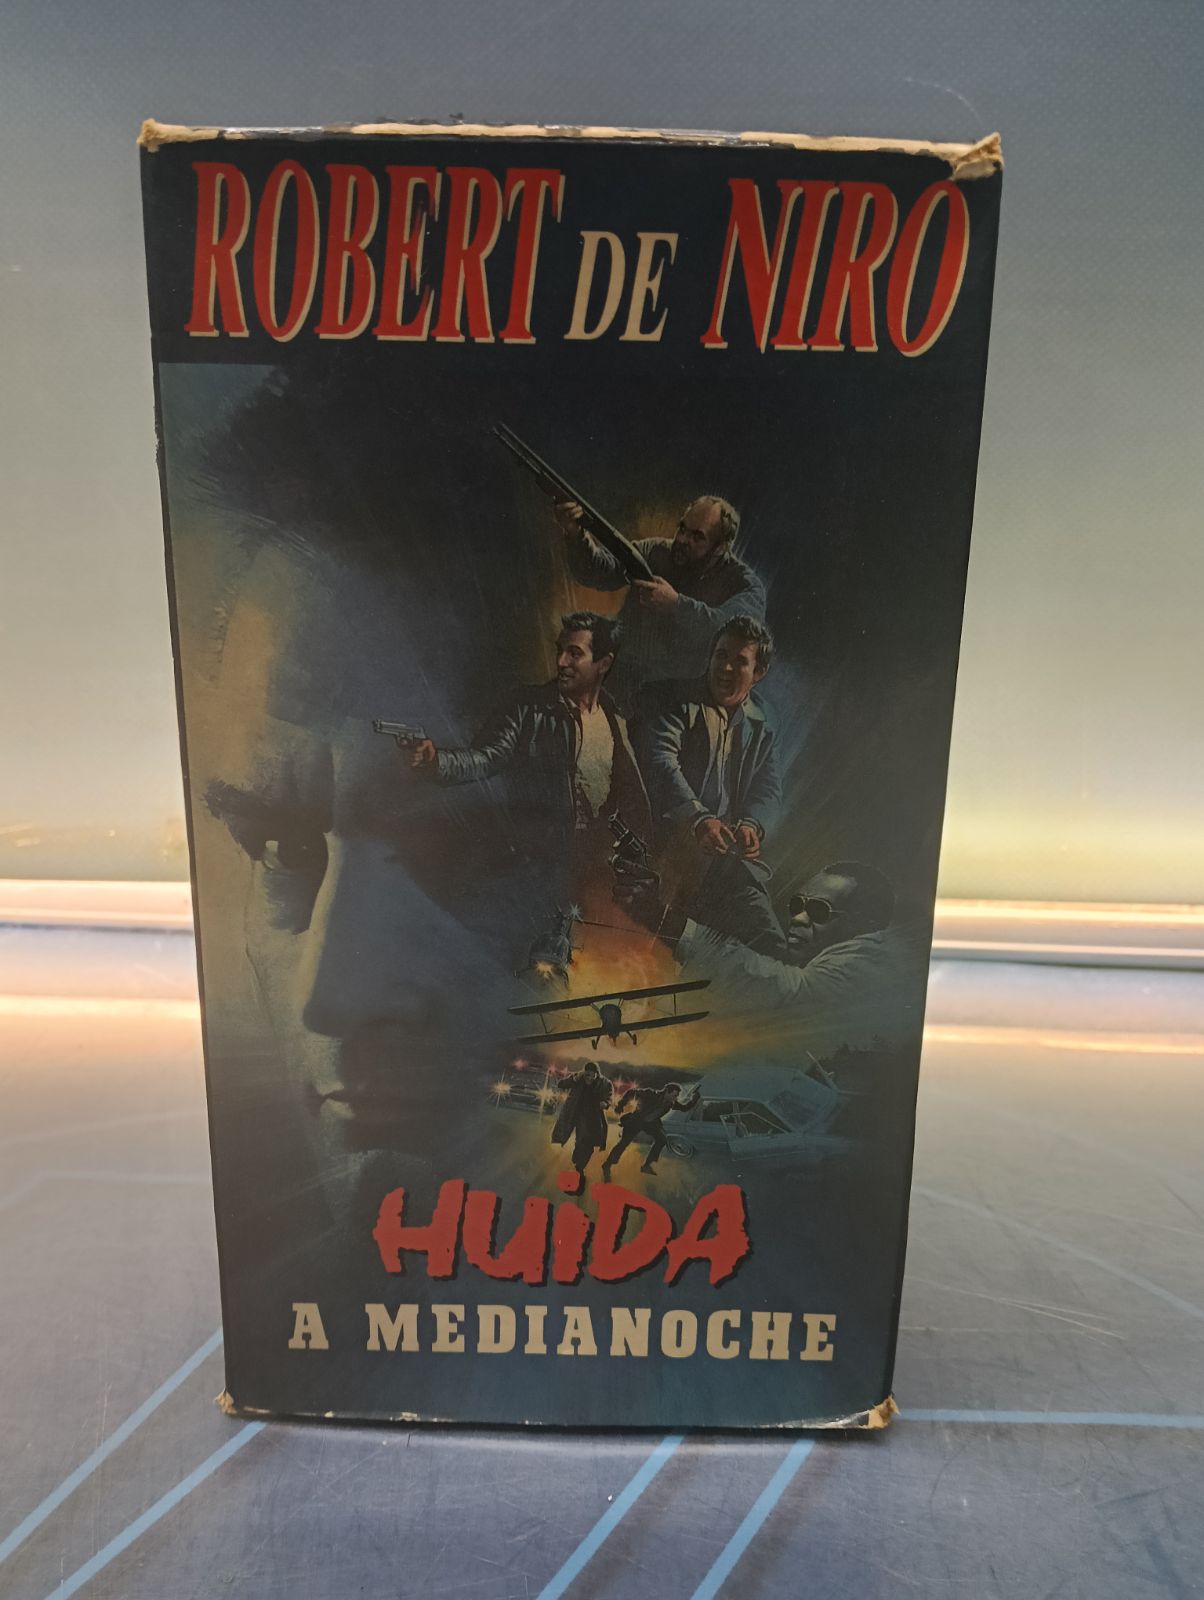 ROBERT DE NIRO
HUiDA
A MEDIANOCHE